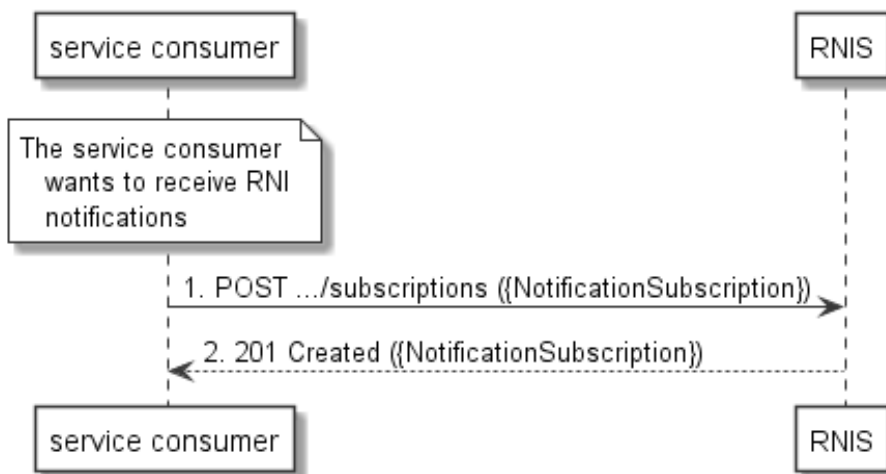 service consumer
RNIS
The service consumer
wants to receive RNI
notifications
1. POST .../subscriptions ({NotificationSubscription})
2. 201 Created ({NotificationSubscription})
service consumer
RNIS